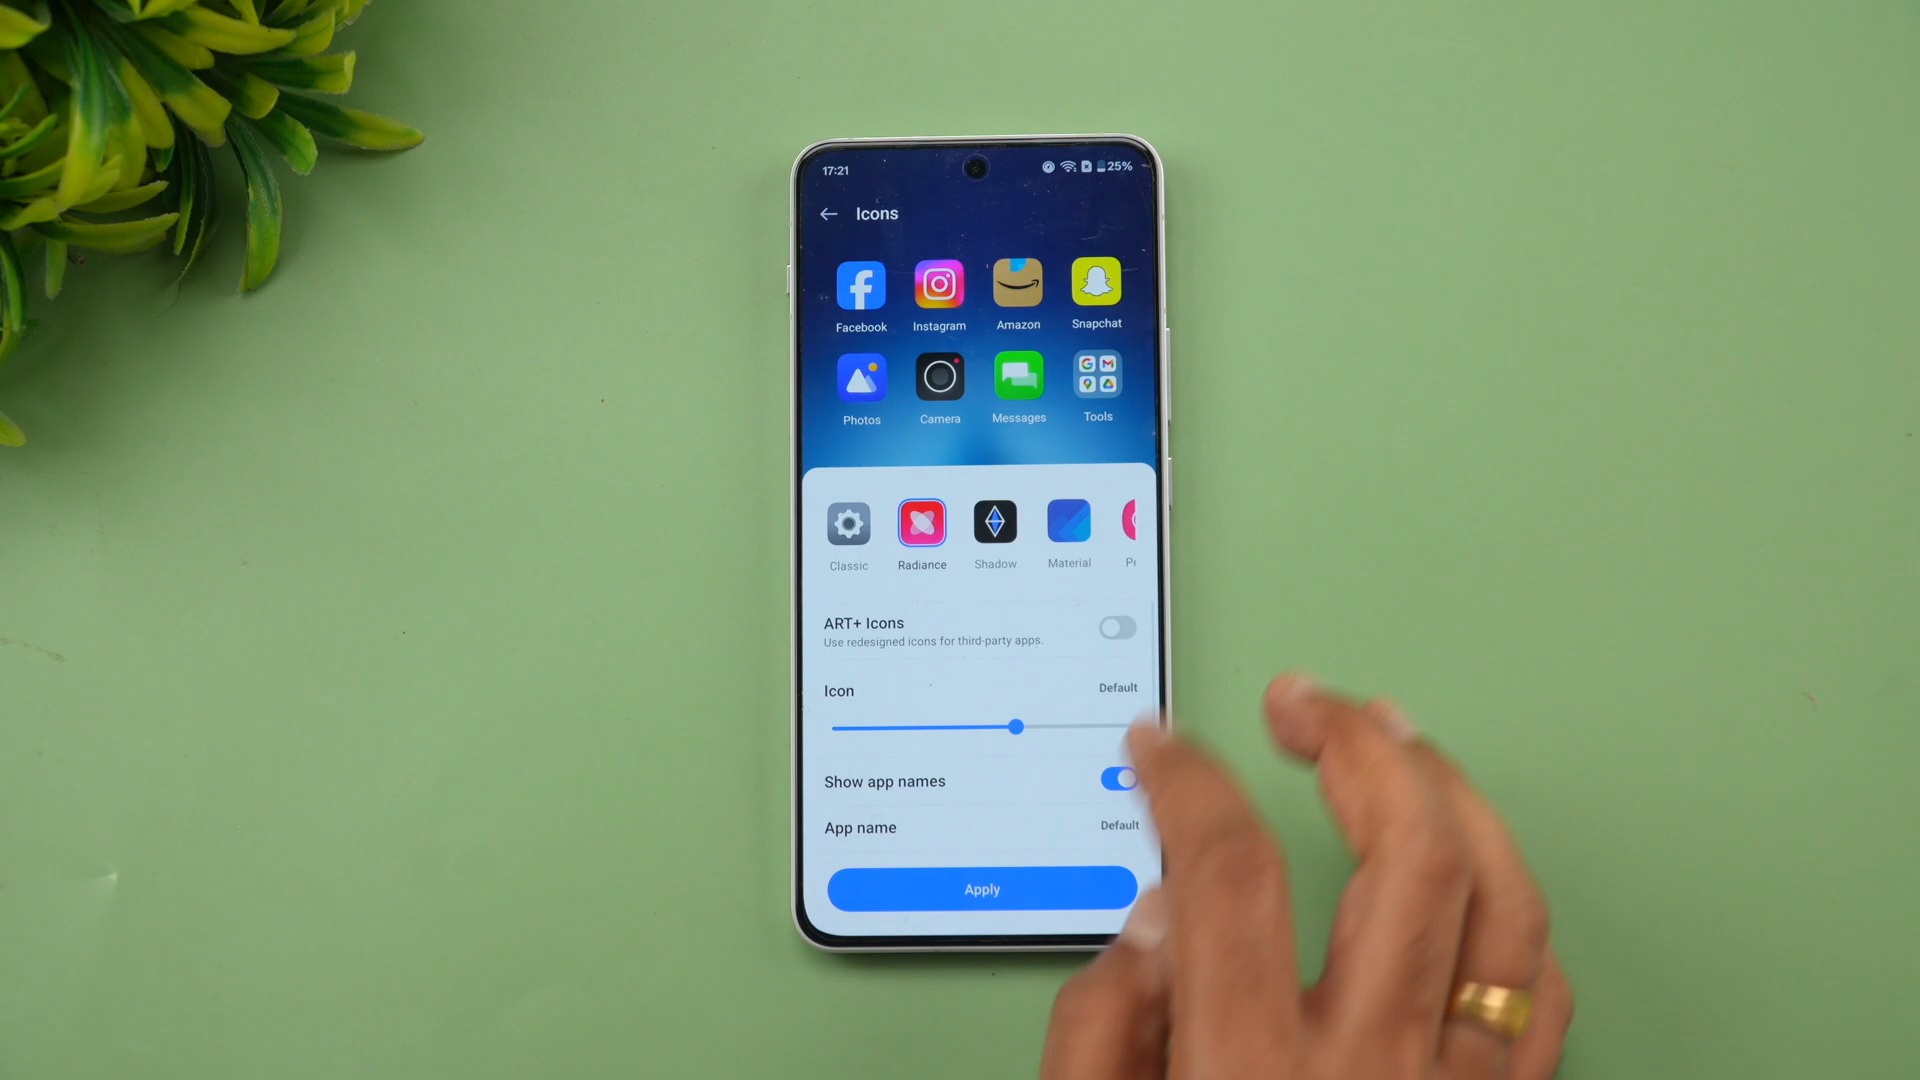 17:21 25%
Icons
Facebook Instagram Amazon Snapchat
Photos Camera Messages Tools
Classic Radiance Shadow Material
ART+ Icons
Use redesigned icons for third-party apps.
Icon Default
Show app names
App name Default
Apply